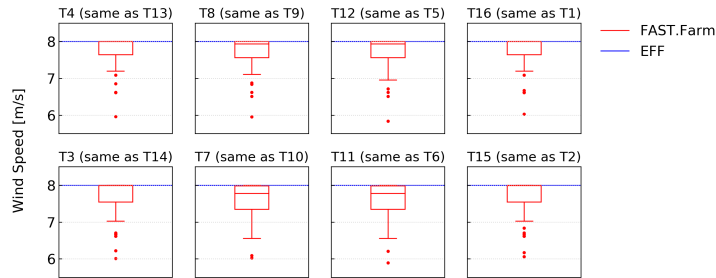 T4 (same as T13) T8 (same as T9) T12 (same as T5) T16 (same as T1)
FAST.Farm
EFF
8
7
6
Wind Speed [m/s]
T3 (same as T14) T7 (same as T10) T11 (same as T6) T15 (same as T2)
8
7
6